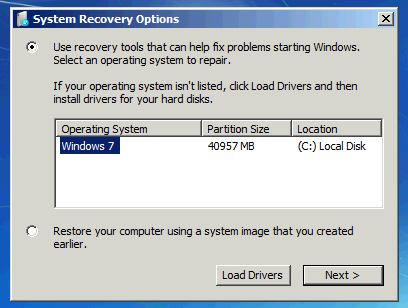 System Recovery Options
Use recovery tools that can help fix problems starting Windows.
Select an operating system to repair.
If your operating system isn't listed, click Load Drivers and then
install drivers for your hard disks.
Operating System Partition Size Location
Windows 7 40957 MB (C:) Local Disk
Restore your computer using a system image that you created
earlier.
Load Drivers Next >